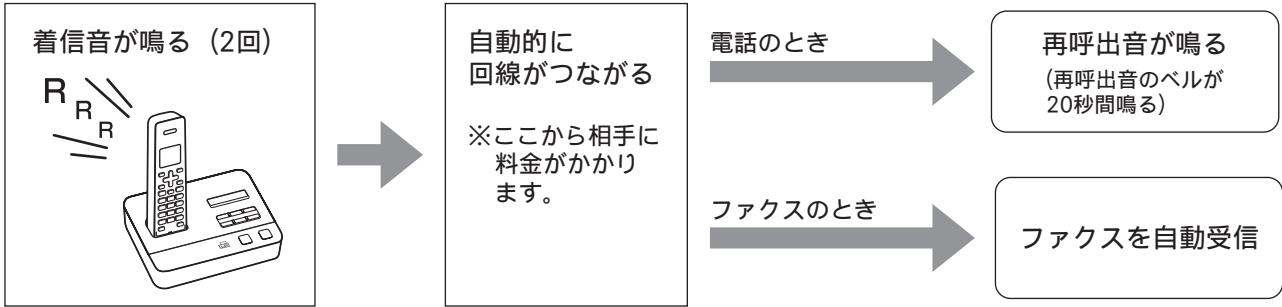 着信音が鳴る（2回）
R
R
R
自動的に
回線がつながる
※ここから相手に
料金がかかり
ます。
電話のとき
再呼出音が鳴る
（再呼出音のベルが
20秒間鳴る）
ファクスのとき
ファクスを自動受信